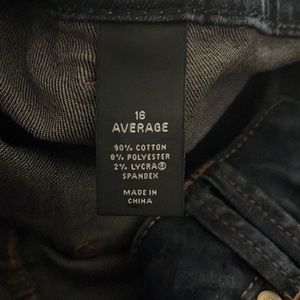 16
AVERAGE
90% COTTON
8% POLYESTER
2% LYCRA®
SPANDEX
MADE IN
CHINA